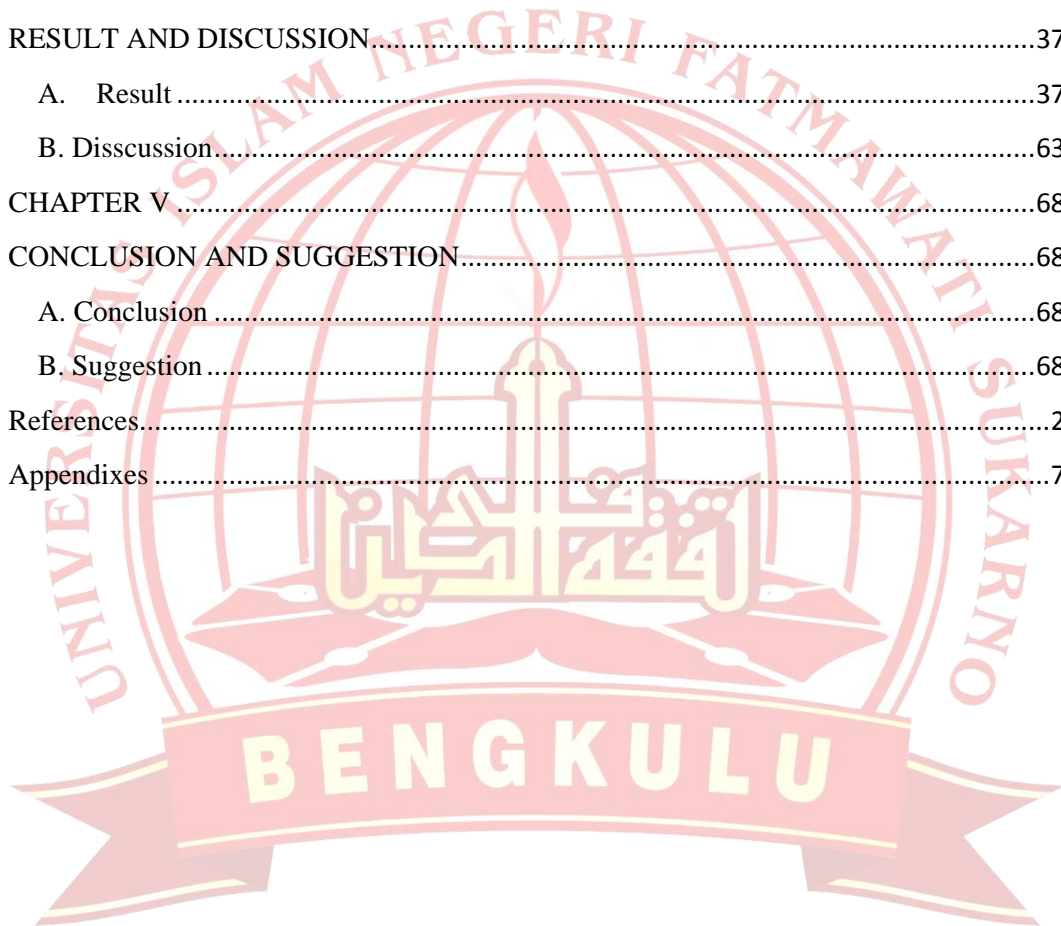 RESULT AND DISCUSSION 37
A. Result 37
B. Disscussion 63
CHAPTER V 68
CONCLUSION AND SUGGESTION 68
A. Conclusion 68
B. Suggestion 68
References 2
Appendixes 7
UNIVERSITAS ISLAM NEGERI FATMAWATI SUKARNO
BENGKULU